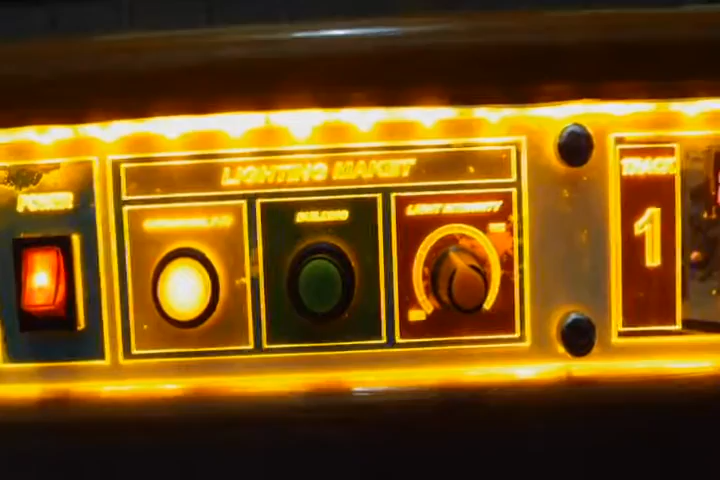 POWER
LIGHTING MAKET
BUILDING
LIGHT INTENSITY
TRACK
1